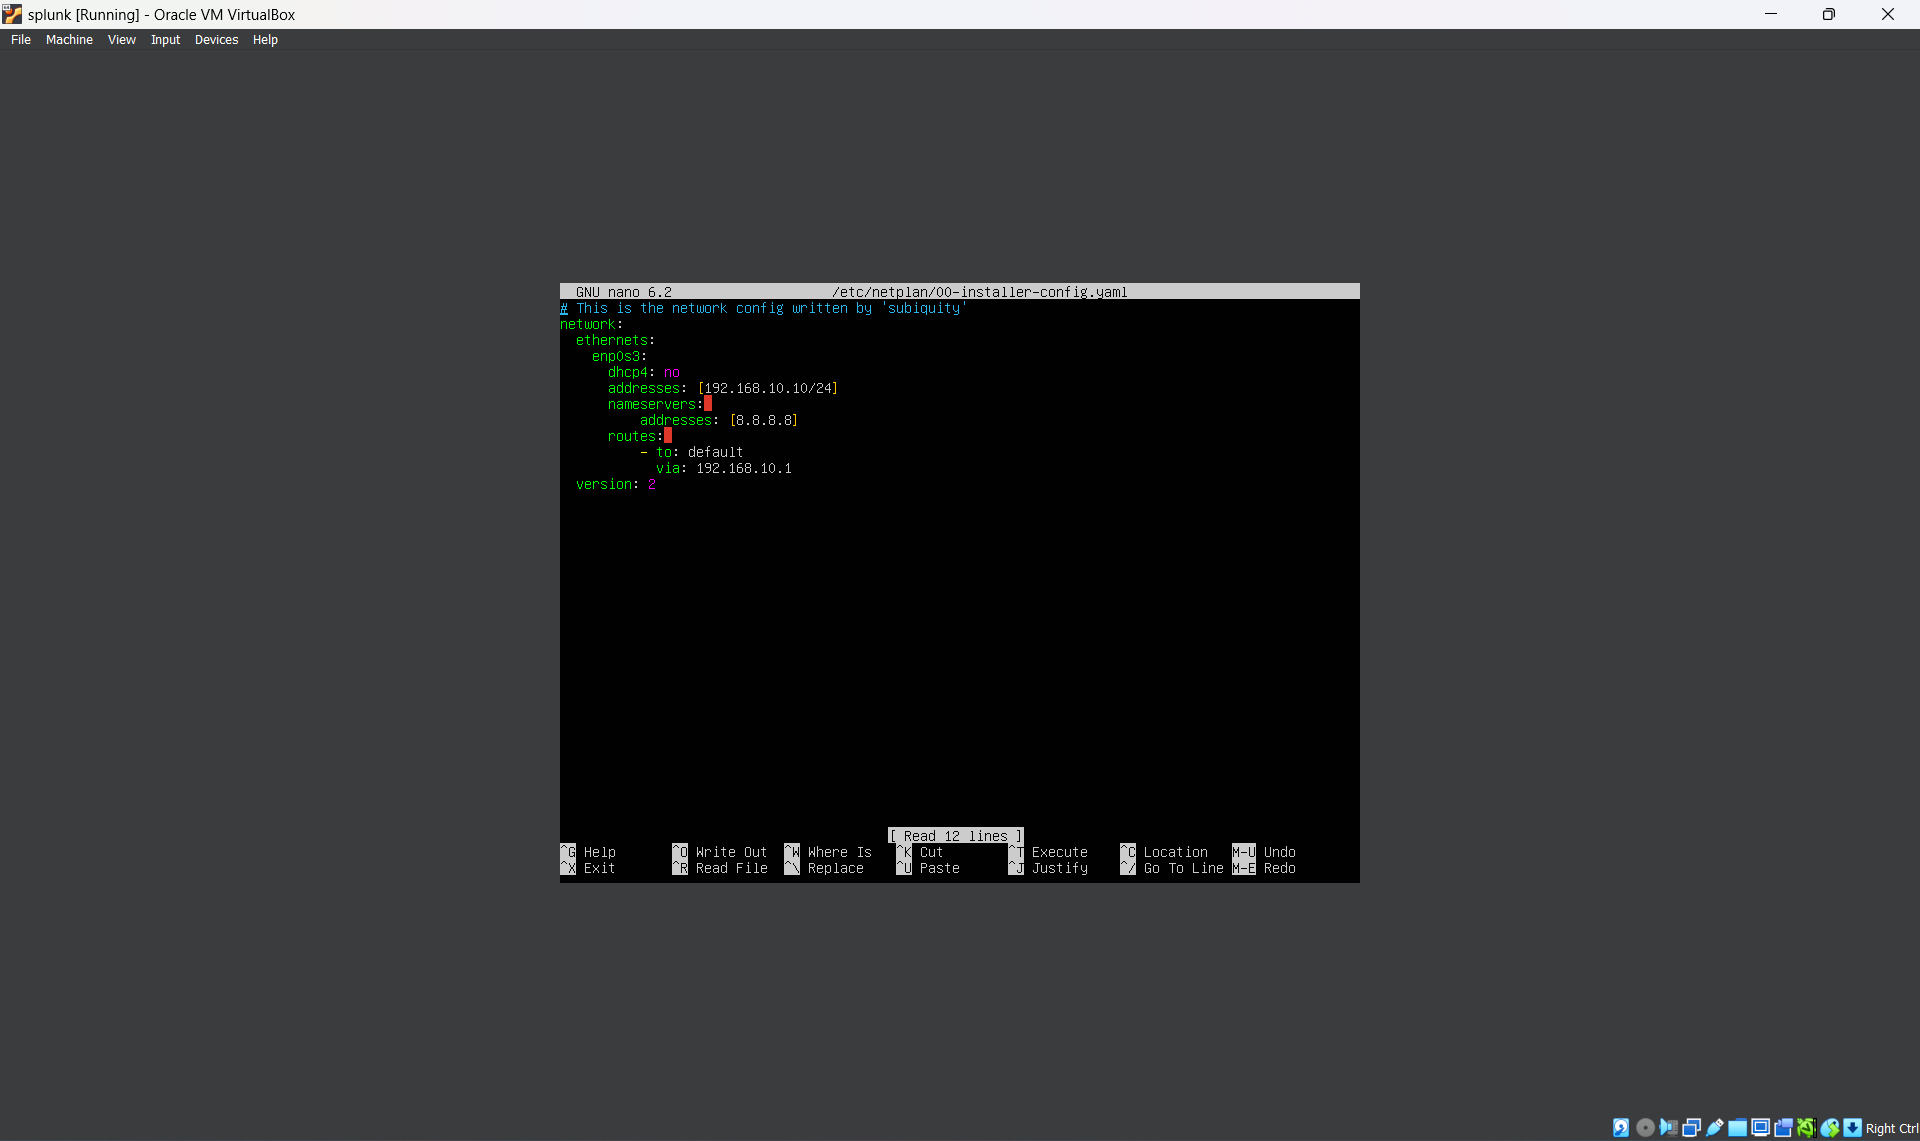 splunk [Running] - Oracle VM VirtualBox
File Machine View Input Devices Help
GNU nano 6.2 /etc/netplan/00-installer-config.yaml
# This is the network config written by 'subiquity'
network:
  ethernets:
    enp0s3:
      dhcp4: no
      addresses: [192.168.10.10/24]
      nameservers:
          addresses: [8.8.8.8]
      routes:
          - to: default
            via: 192.168.10.1
  version: 2
[ Read 12 lines ]
^G Help ^O Write Out ^W Where Is ^K Cut ^T Execute ^C Location M-U Undo
^X Exit ^R Read File ^\ Replace ^U Paste ^J Justify ^/ Go To Line M-E Redo
Right Ctrl